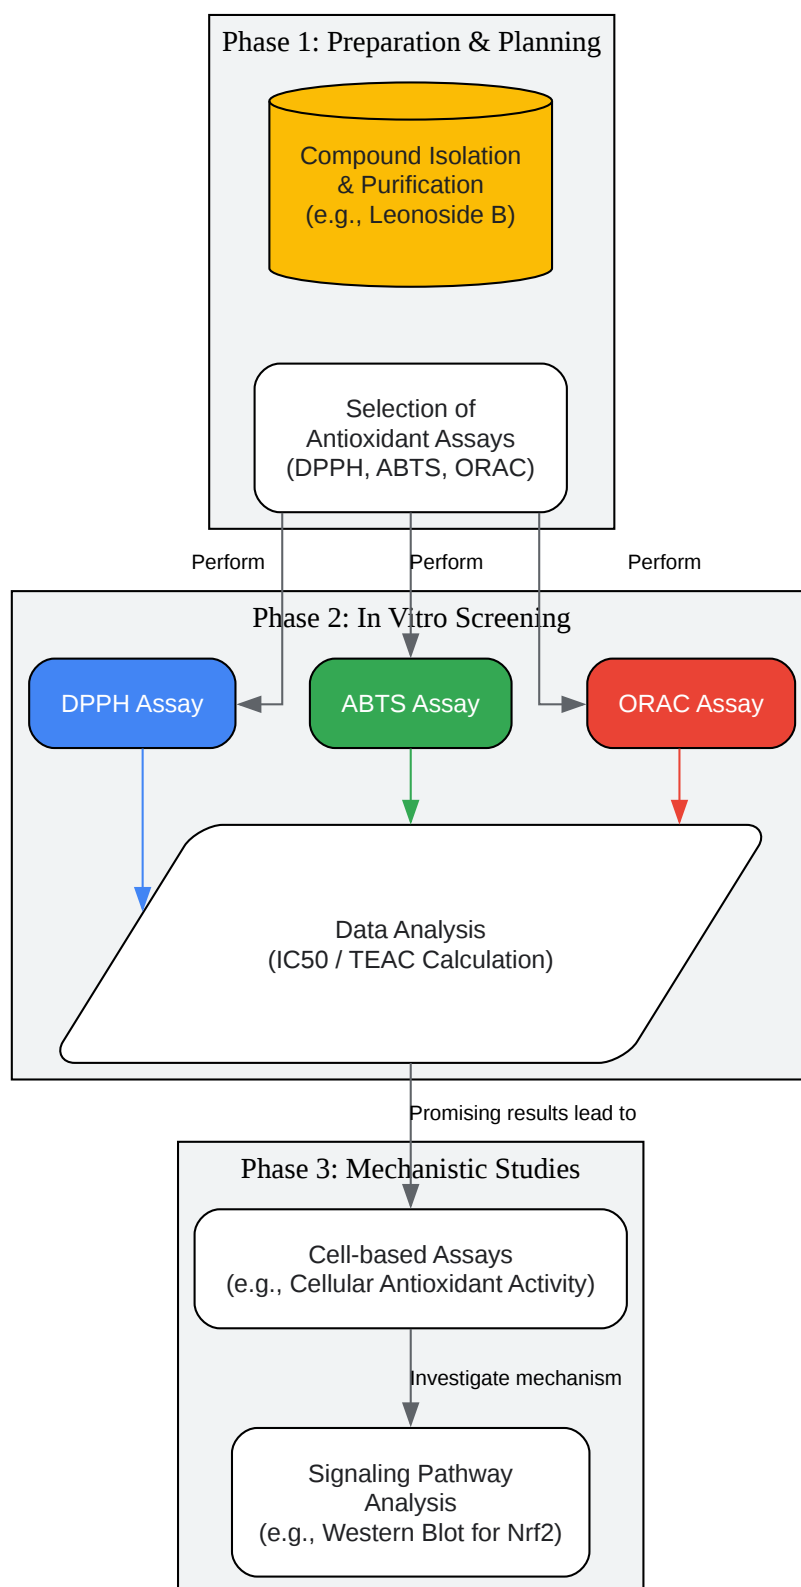 Phase 1: Preparation & Planning
Compound Isolation
& Purification
(e.g., Leonoside B)
Selection of
Antioxidant Assays
(DPPH, ABTS, ORAC)
Perform
Perform
Perform
Phase 2: In Vitro Screening
DPPH Assay
ABTS Assay
ORAC Assay
Data Analysis
(IC50 / TEAC Calculation)
Promising results lead to
Phase 3: Mechanistic Studies
Cell-based Assays
(e.g., Cellular Antioxidant Activity)
Investigate mechanism
Signaling Pathway
Analysis
(e.g., Western Blot for Nrf2)